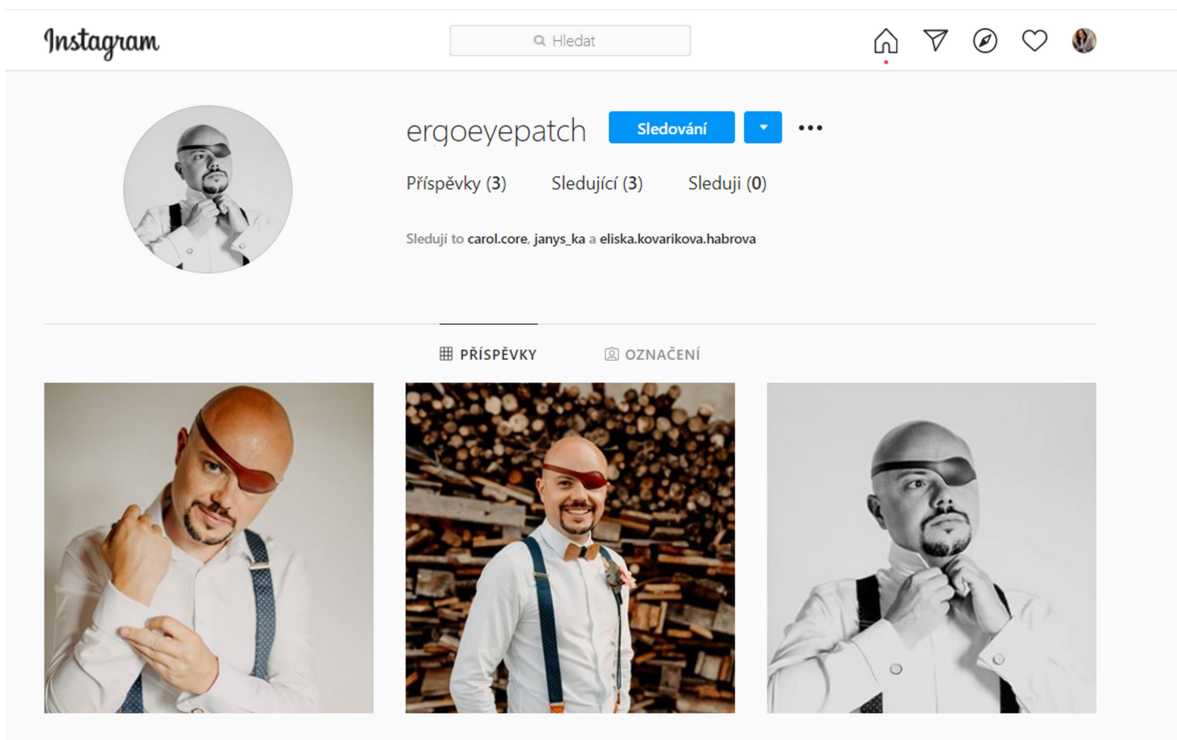 Instagram
Hledat
ergoeyepatch Sledování
Příspěvky (3) Sledující (3) Sleduji (0)
Sledují to carol.core, janys_ka a eliska.kovarikova.habrova
PŘÍSPĚVKY OZNAČENÍ